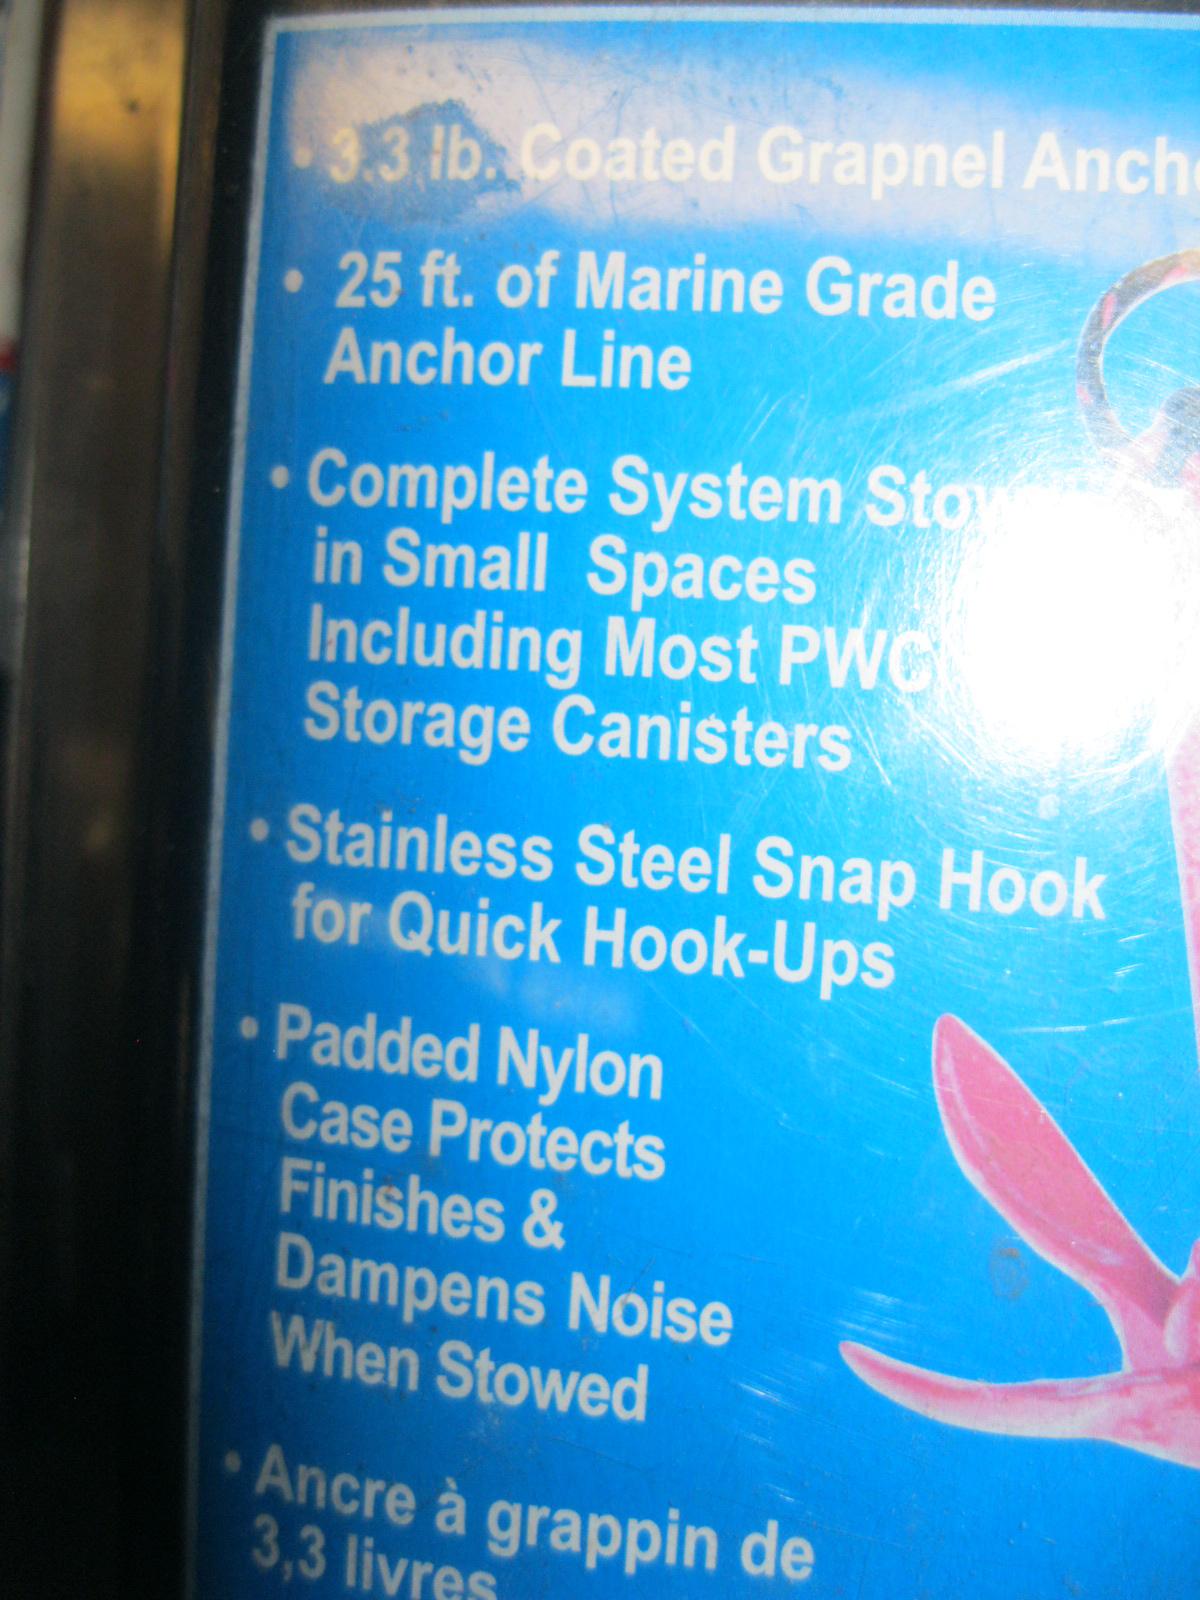 • 3.3 lb. Coated Grapnel
• 25 ft. of Marine Grade
Anchor Line
• Complete System
in Small Spaces
Including Most PWC
Storage Canisters
• Stainless Steel Snap Hook
for Quick Hook-Ups
• Padded Nylon
Case Protects
Finishes &
Dampens Noise
When Stowed
• Ancre à grappin de
3,3 livres